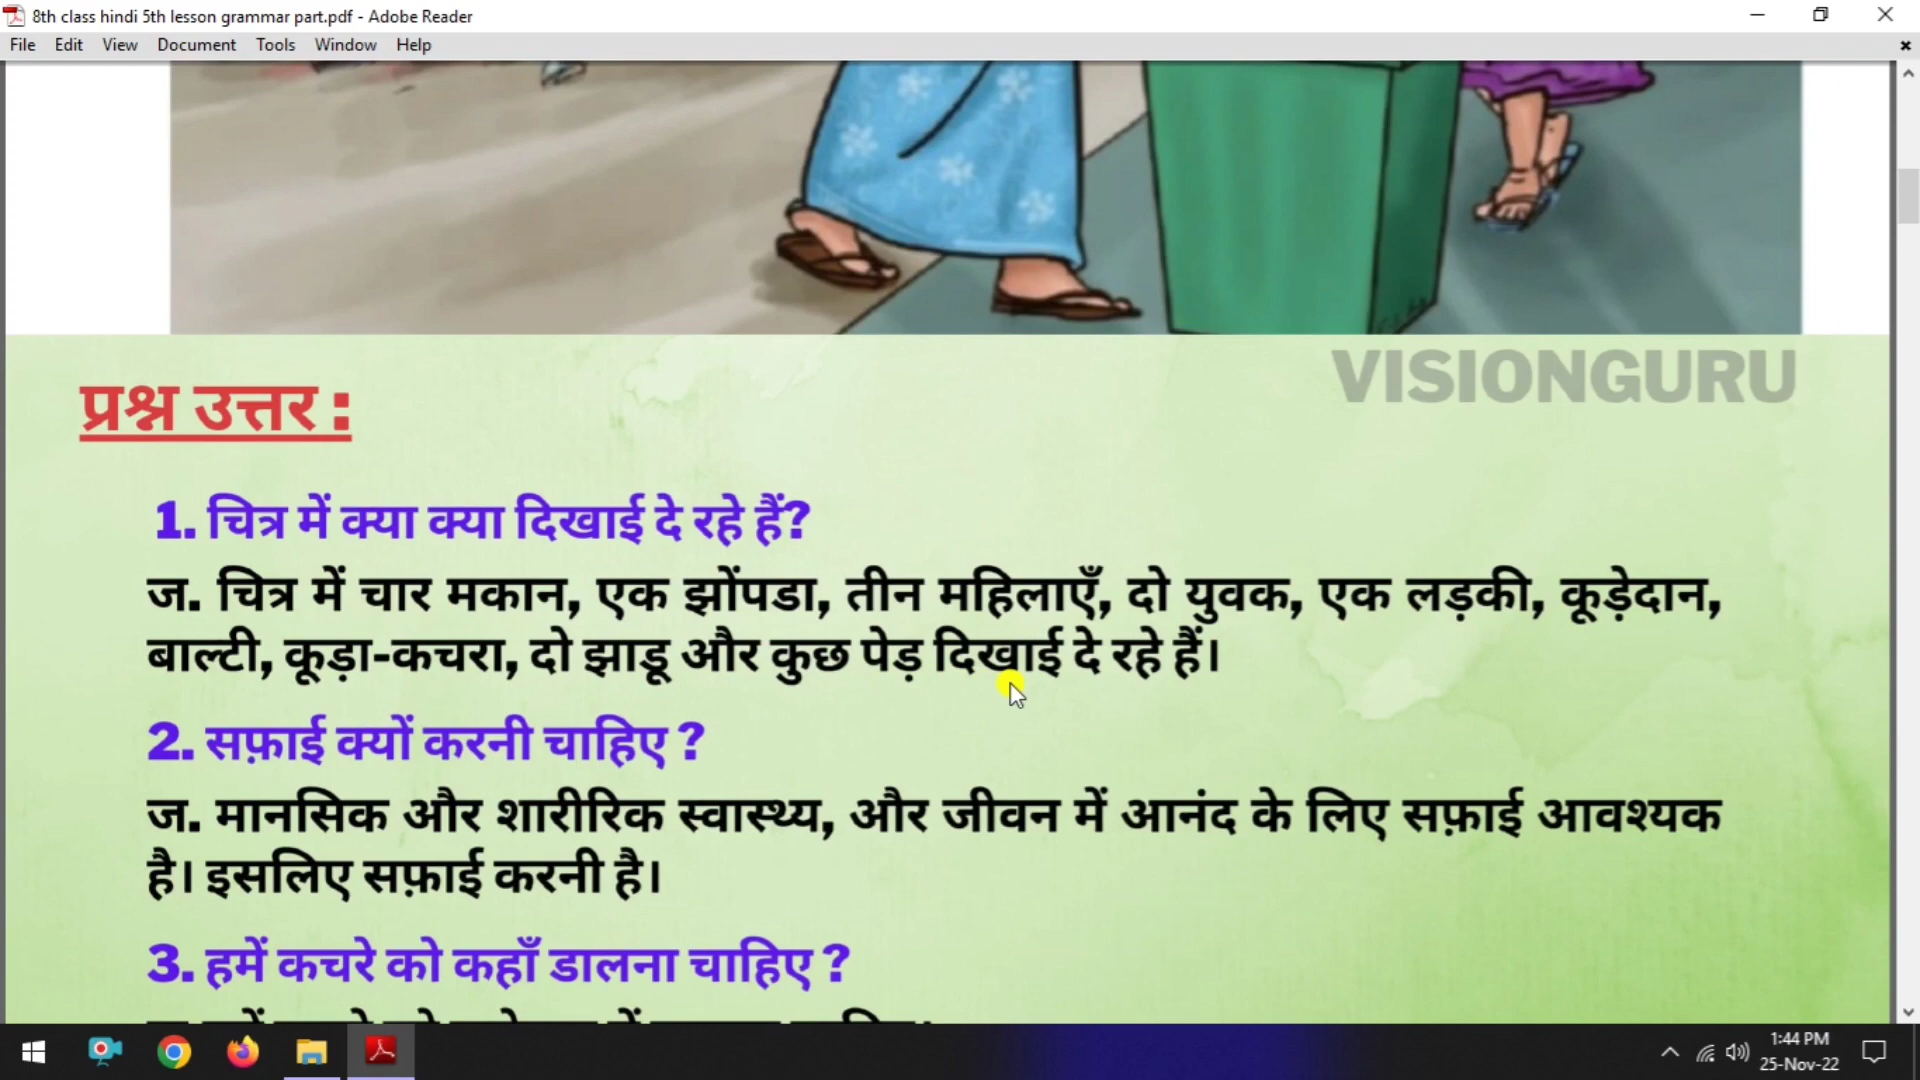 8th class hindi 5th lesson grammar part.pdf - Adobe Reader
File Edit View Document Tools Window Help
VISIONGURU
प्रश्न उत्तर :
1. चित्र में क्या क्या दिखाई दे रहे हैं?
ज. चित्र में चार मकान, एक झोंपडा, तीन महिलाएँ, दो युवक, एक लड़की, कूड़ेदान,
बाल्टी, कूड़ा-कचरा, दो झाडू और कुछ पेड़ दिखाई दे रहे हैं।
2. सफ़ाई क्यों करनी चाहिए ?
ज. मानसिक और शारीरिक स्वास्थ्य, और जीवन में आनंद के लिए सफ़ाई आवश्यक
है। इसलिए सफ़ाई करनी है।
3. हमें कचरे को कहाँ डालना चाहिए ?
1:44 PM
25-Nov-22